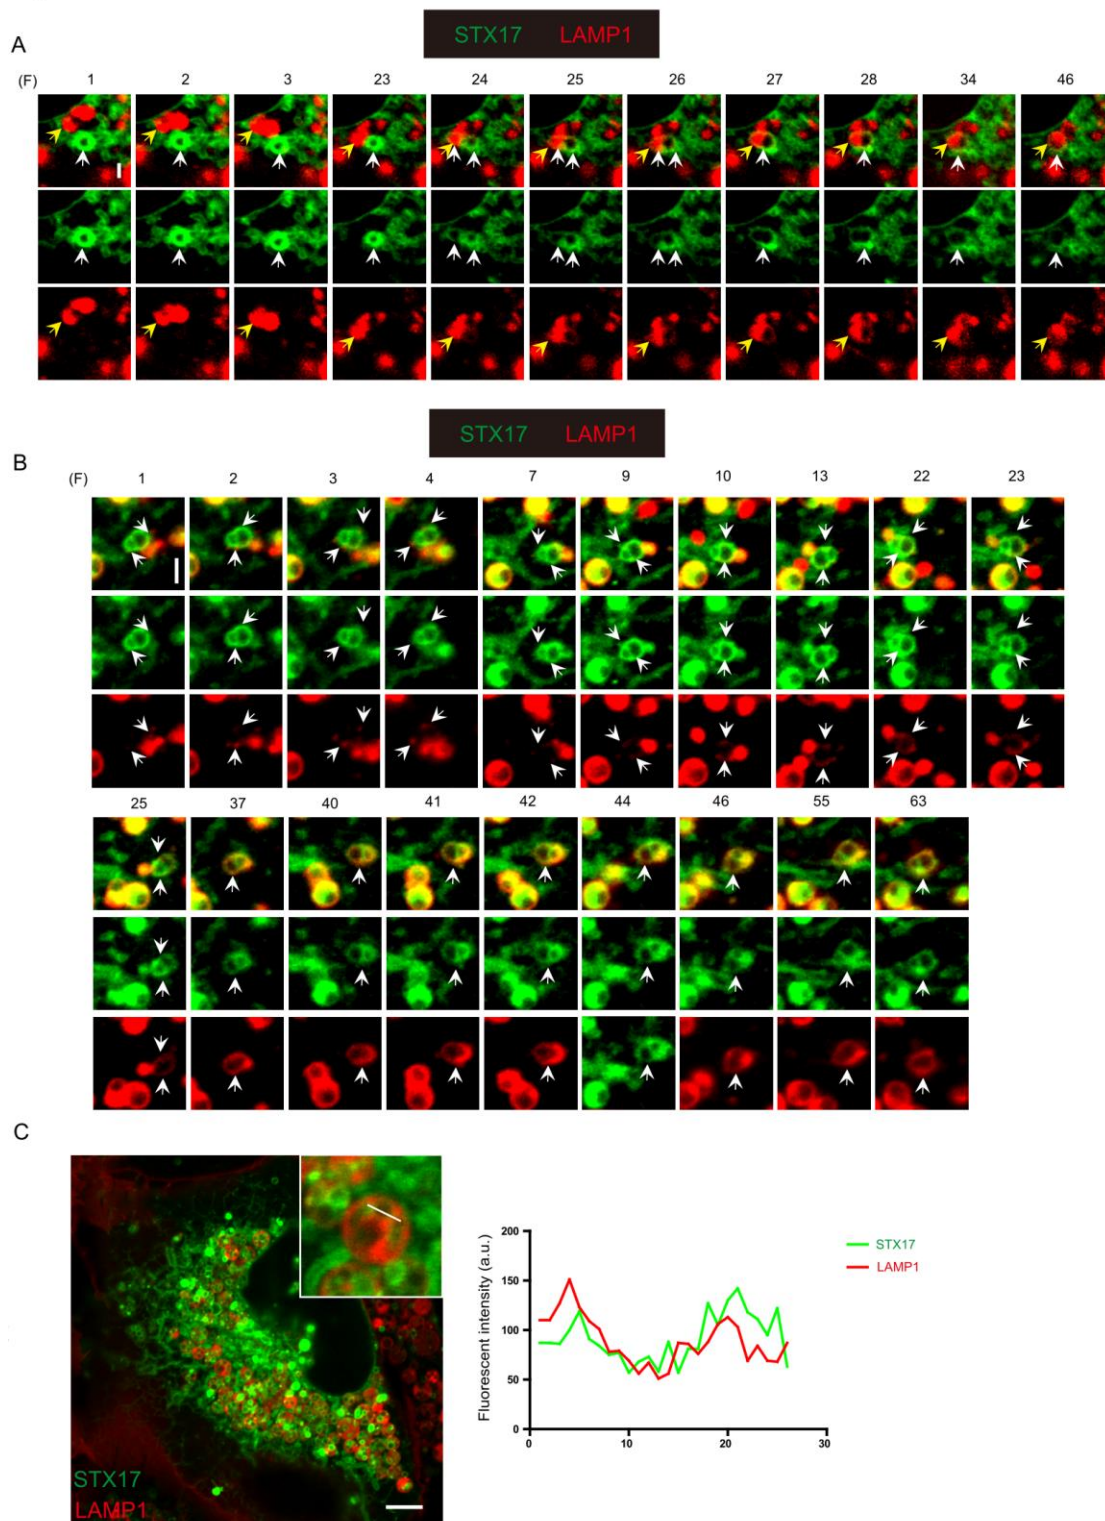 STX17 LAMP1
A
(F) 1 2 3 23 24 25 26 27 28 34 46
STX17 LAMP1
B
(F) 1 2 3 4 7 9 10 13 22 23
25 37 40 41 42 44 46 55 63
C
STX17
LAMP1
Fluorescent intensity (a.u.)
200
150
100
50
0
0 10 20 30
STX17
LAMP1